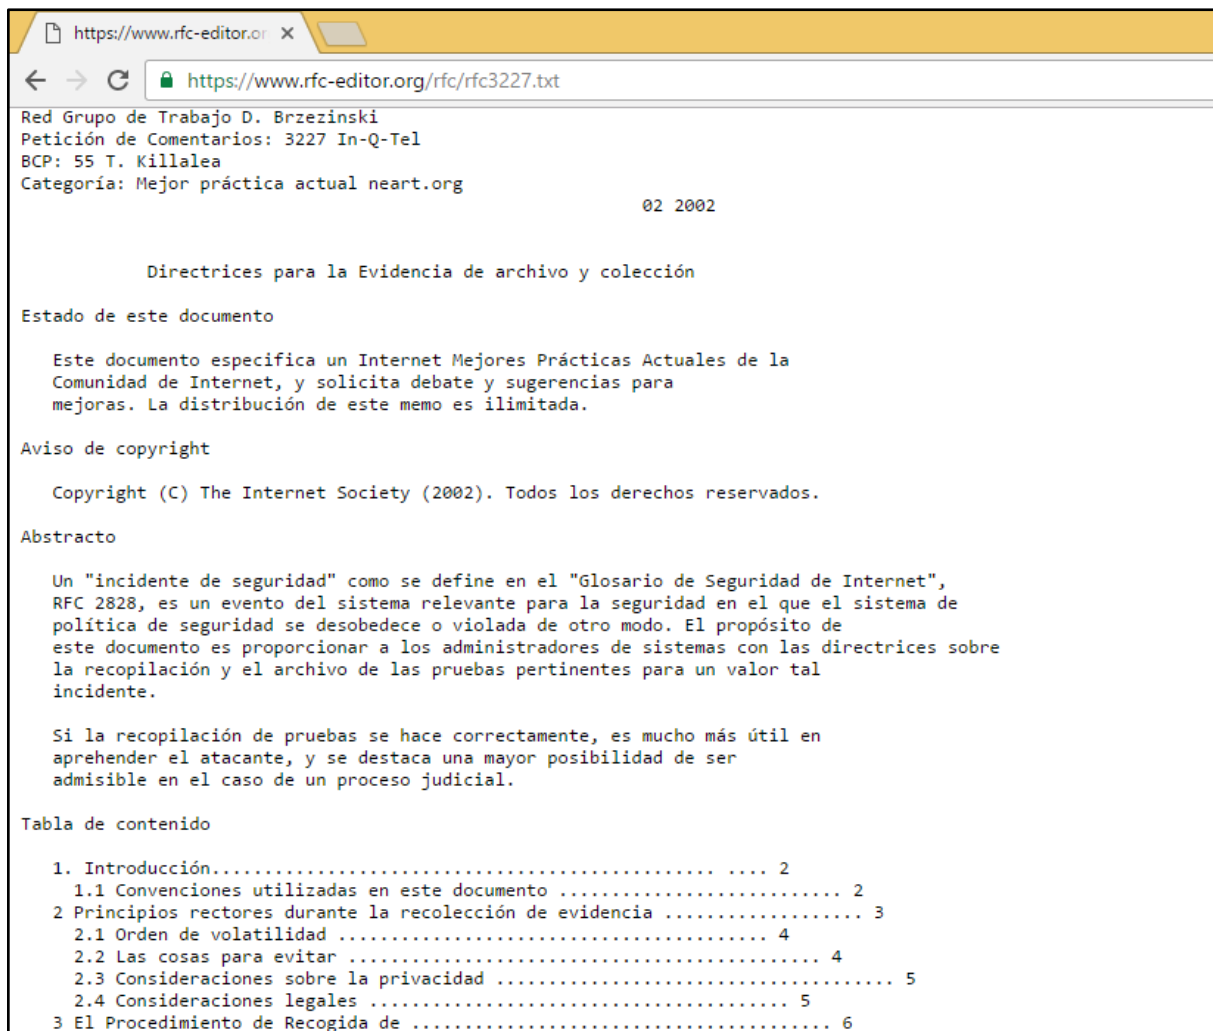 https://www.rfc-editor.or
https://www.rfc-editor.org/rfc/rfc3227.txt
Red Grupo de Trabajo D. Brzezinski
Petición de Comentarios: 3227 In-Q-Tel
BCP: 55 T. Killalea
Categoría: Mejor práctica actual neart.org
02 2002
Directrices para la Evidencia de archivo y colección
Estado de este documento
Este documento especifica un Internet Mejores Prácticas Actuales de la
Comunidad de Internet, y solicita debate y sugerencias para
mejoras. La distribución de este memo es ilimitada.
Aviso de copyright
Copyright (C) The Internet Society (2002). Todos los derechos reservados.
Abstracto
Un "incidente de seguridad" como se define en el "Glosario de Seguridad de Internet",
RFC 2828, es un evento del sistema relevante para la seguridad en el que el sistema de
política de seguridad se desobedece o violada de otro modo. El propósito de
este documento es proporcionar a los administradores de sistemas con las directrices sobre
la recopilación y el archivo de las pruebas pertinentes para un valor tal
incidente.
Si la recopilación de pruebas se hace correctamente, es mucho más útil en
aprehender el atacante, y se destaca una mayor posibilidad de ser
admisible en el caso de un proceso judicial.
Tabla de contenido
1. Introducción................................................ .... 2
1.1 Convenciones utilizadas en este documento ........................... 2
2 Principios rectores durante la recolección de evidencia ................... 3
2.1 Orden de volatilidad ......................................... 4
2.2 Las cosas para evitar ............................................. 4
2.3 Consideraciones sobre la privacidad ...................................... 5
2.4 Consideraciones legales ........................................ 5
3 El Procedimiento de Recogida de ........................................ 6